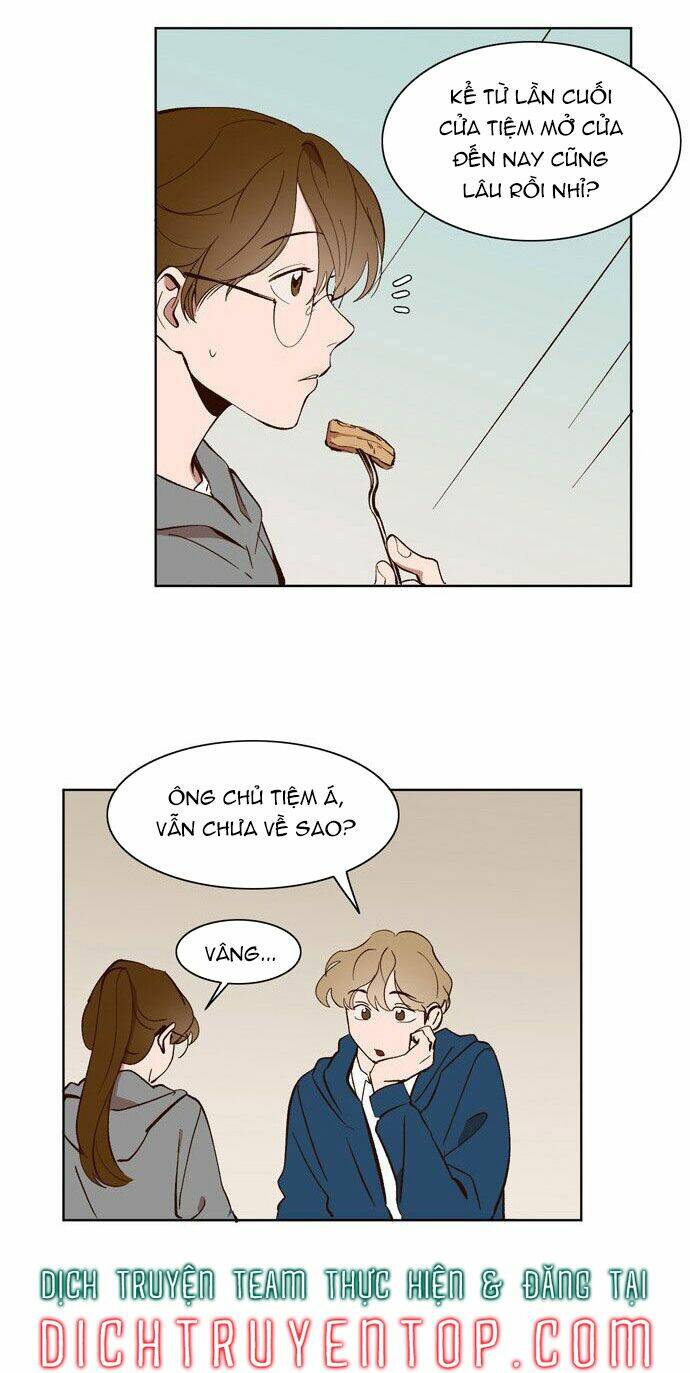 KỂ TỪ LẦN CUỐI
CỬA TIỆM MỞ CỬA
ĐẾN NAY CŨNG
LÂU RỒI NHỈ?
ÔNG CHỦ TIỆM Á,
VẪN CHƯA VỀ SAO?
VÂNG...
DỊCH TRUYỆN TEAM THỰC HIỆN & ĐĂNG TẠI
DICHTRUYENTOP.COM